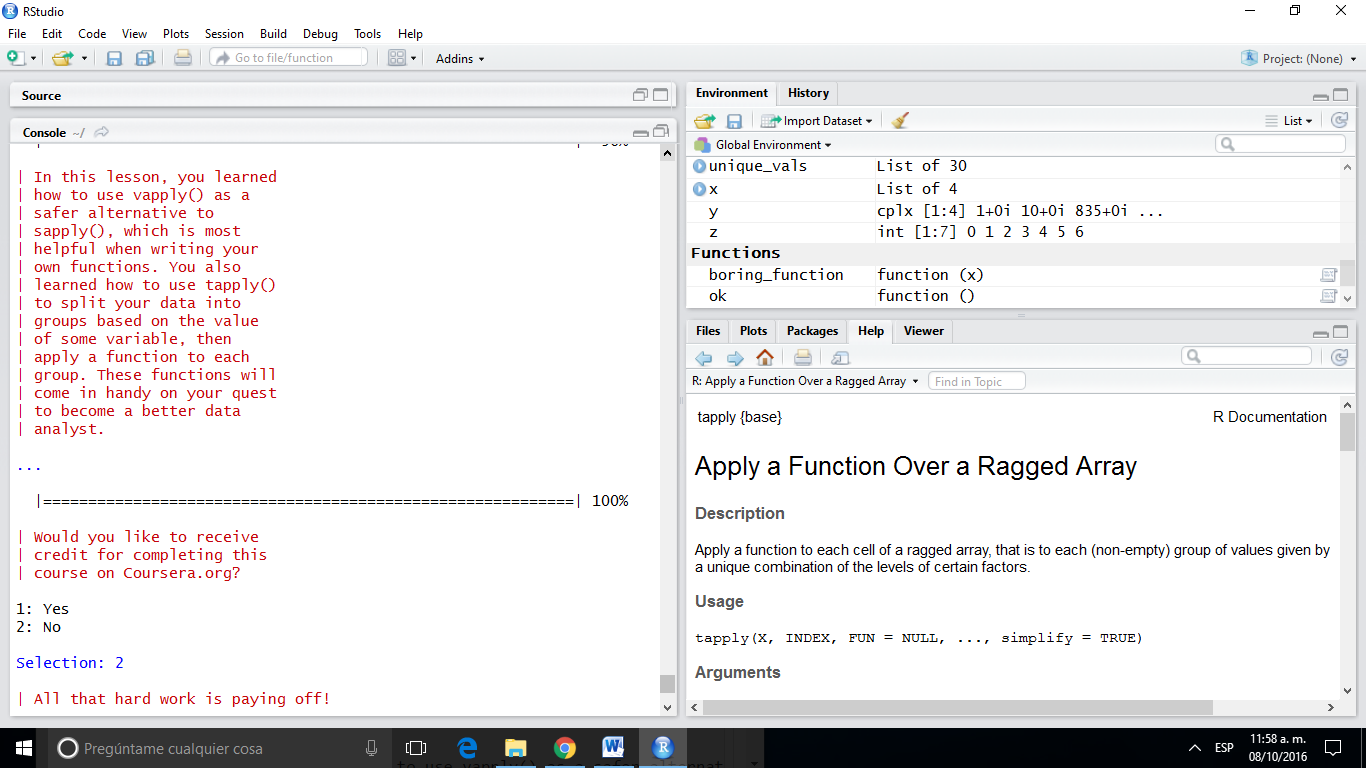 RStudio
File Edit Code View Plots Session Build Debug Tools Help
Go to file/function Addins Project: (None)
Source
Console ~/
| In this lesson, you learned
| how to use vapply() as a
| safer alternative to
| sapply(), which is most
| helpful when writing your
| own functions. You also
| learned how to use tapply()
| to split your data into
| groups based on the value
| of some variable, then
| apply a function to each
| group. These functions will
| come in handy on your quest
| to become a better data
| analyst.
...
|===========================================================| 100%
| Would you like to receive
| credit for completing this
| course on Coursera.org?
1: Yes
2: No
Selection: 2
| All that hard work is paying off!
Environment History
Import Dataset List
Global Environment
unique_vals List of 30
x List of 4
y cplx [1:4] 1+0i 10+0i 835+0i ...
z int [1:7] 0 1 2 3 4 5 6
Functions
boring_function function (x)
ok function ()
Files Plots Packages Help Viewer
R: Apply a Function Over a Ragged Array Find in Topic
tapply {base} R Documentation
Apply a Function Over a Ragged Array
Description
Apply a function to each cell of a ragged array, that is to each (non-empty) group of values given by
a unique combination of the levels of certain factors.
Usage
tapply(X, INDEX, FUN = NULL, ..., simplify = TRUE)
Arguments
Pregúntame cualquier cosa
ESP
11:58 a. m.
08/10/2016